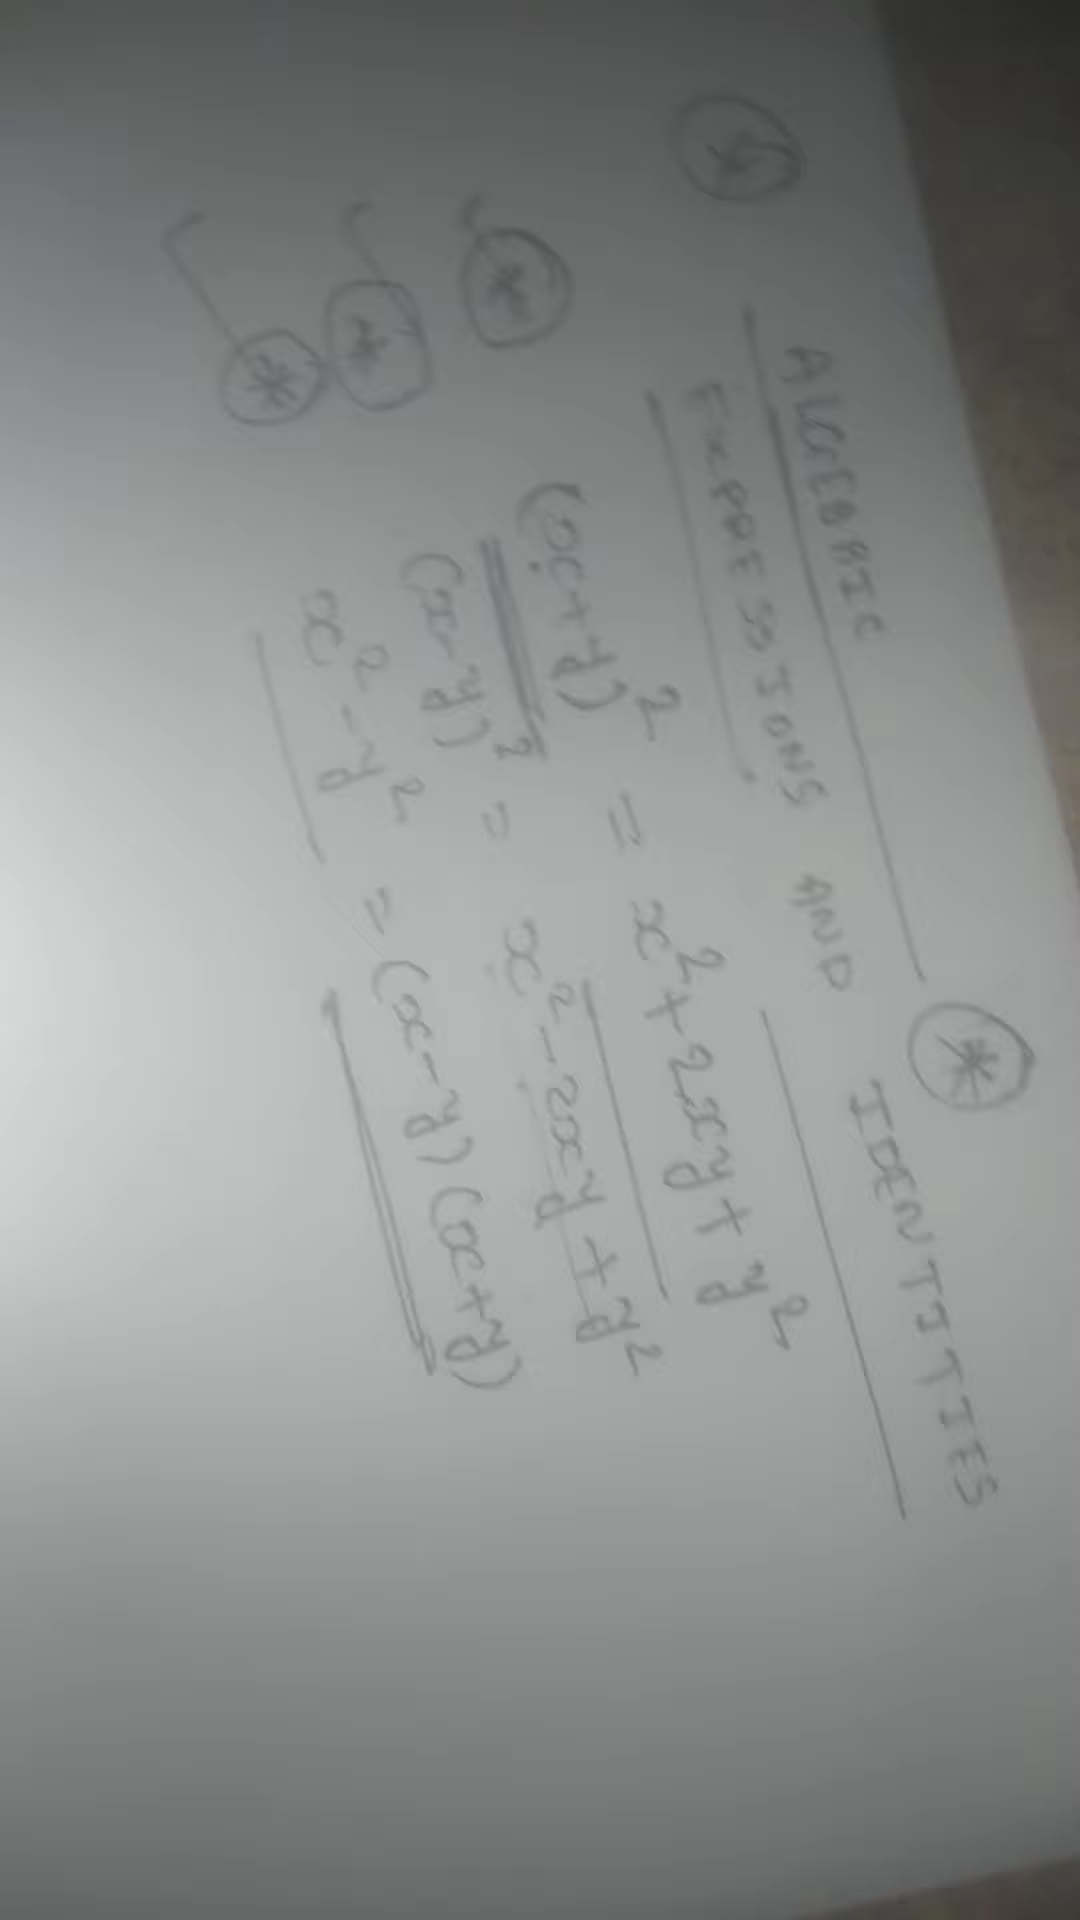 ALGEBRAIC
EXPRESSIONS AND IDENTITIES
(x+y)² = x²+2xy+y²
(x-y)² = x²-2xy+y²
x²-y² = (x-y)(x+y)